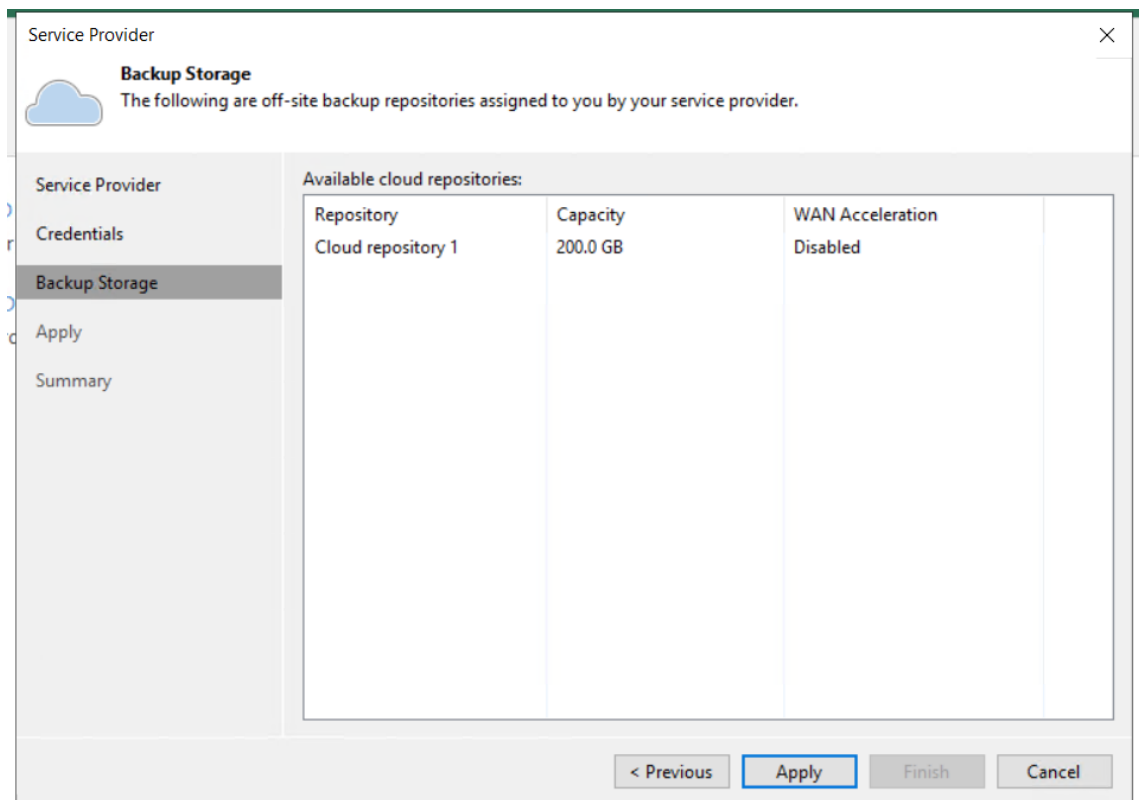 Service Provider
Backup Storage
The following are off-site backup repositories assigned to you by your service provider.
Service Provider
Credentials
Backup Storage
Apply
Summary
Available cloud repositories:
Repository Capacity WAN Acceleration
Cloud repository 1 200.0 GB Disabled
< Previous Apply Finish Cancel